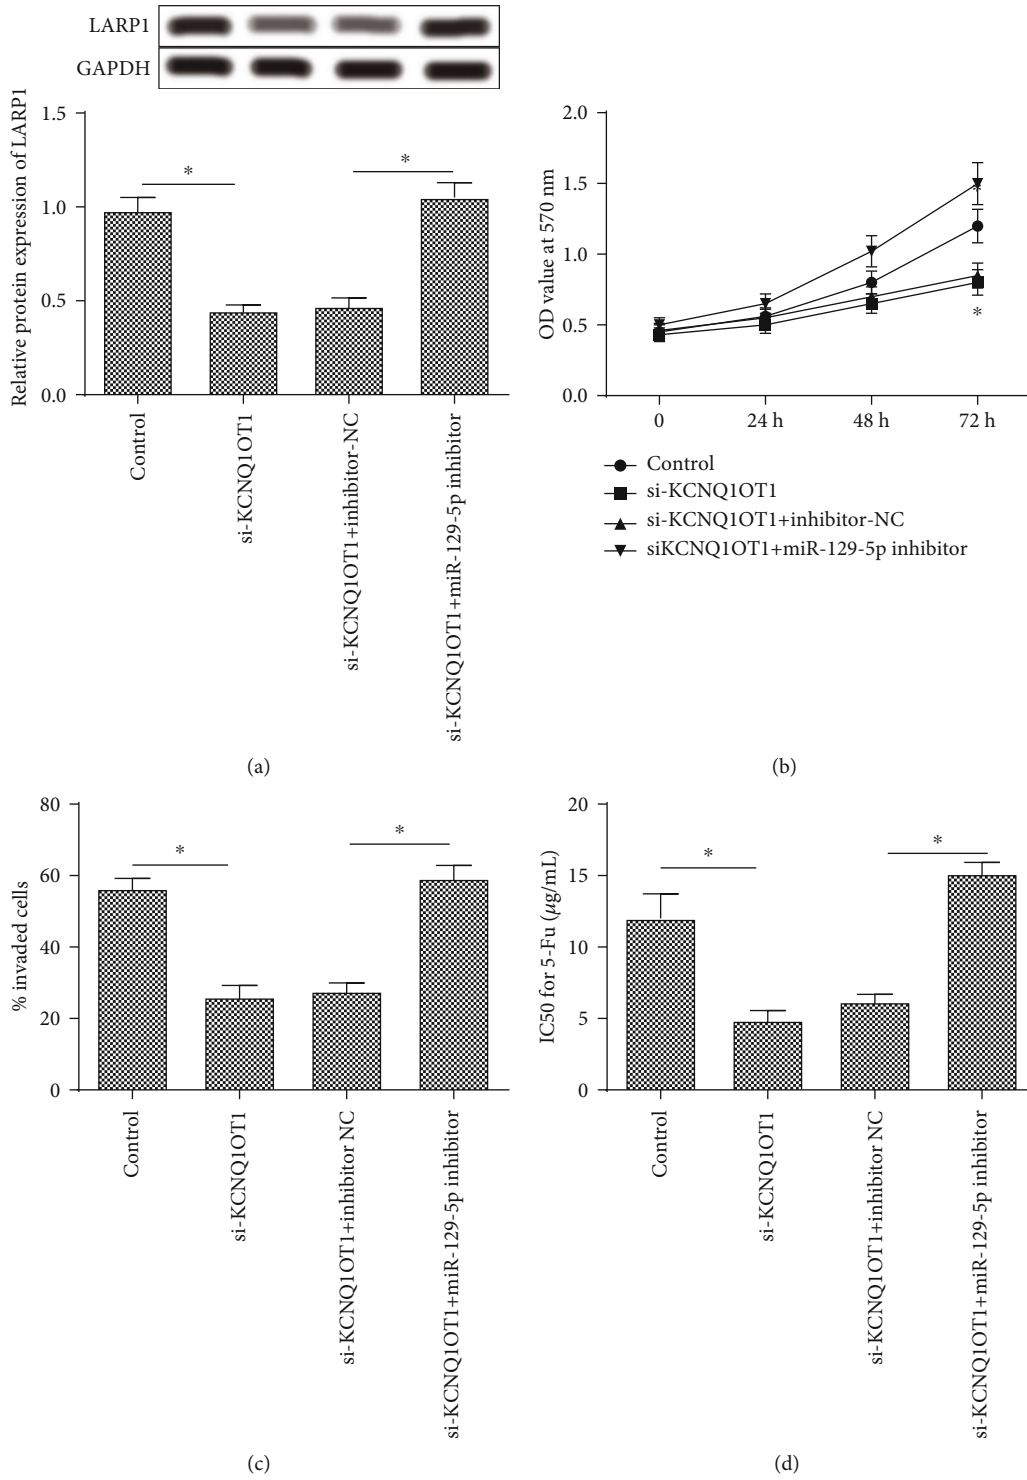 LARP1
GAPDH
Relative protein expression of LARP1
1.5
1.0
0.5
0.0
*
*
Control
si-KCNQ1OT1
si-KCNQ1OT1+inhibitor-NC
si-KCNQ1OT1+miR-129-5p inhibitor
(a)
OD value at 570 nm
2.0
1.5
1.0
0.5
0.0
*
*
0 24 h 48 h 72 h
Control
si-KCNQ1OT1
si-KCNQ1OT1+inhibitor-NC
siKCNQ1OT1+miR-129-5p inhibitor
(b)
% invaded cells
80
60
40
20
0
*
*
Control
si-KCNQ1OT1
si-KCNQ1OT1+inhibitor NC
si-KCNQ1OT1+miR-129-5p inhibitor
(c)
IC50 for 5-Fu (μg/mL)
20
15
10
5
0
*
*
Control
si-KCNQ1OT1
si-KCNQ1OT1+inhibitor NC
si-KCNQ1OT1+miR-129-5p inhibitor
(d)